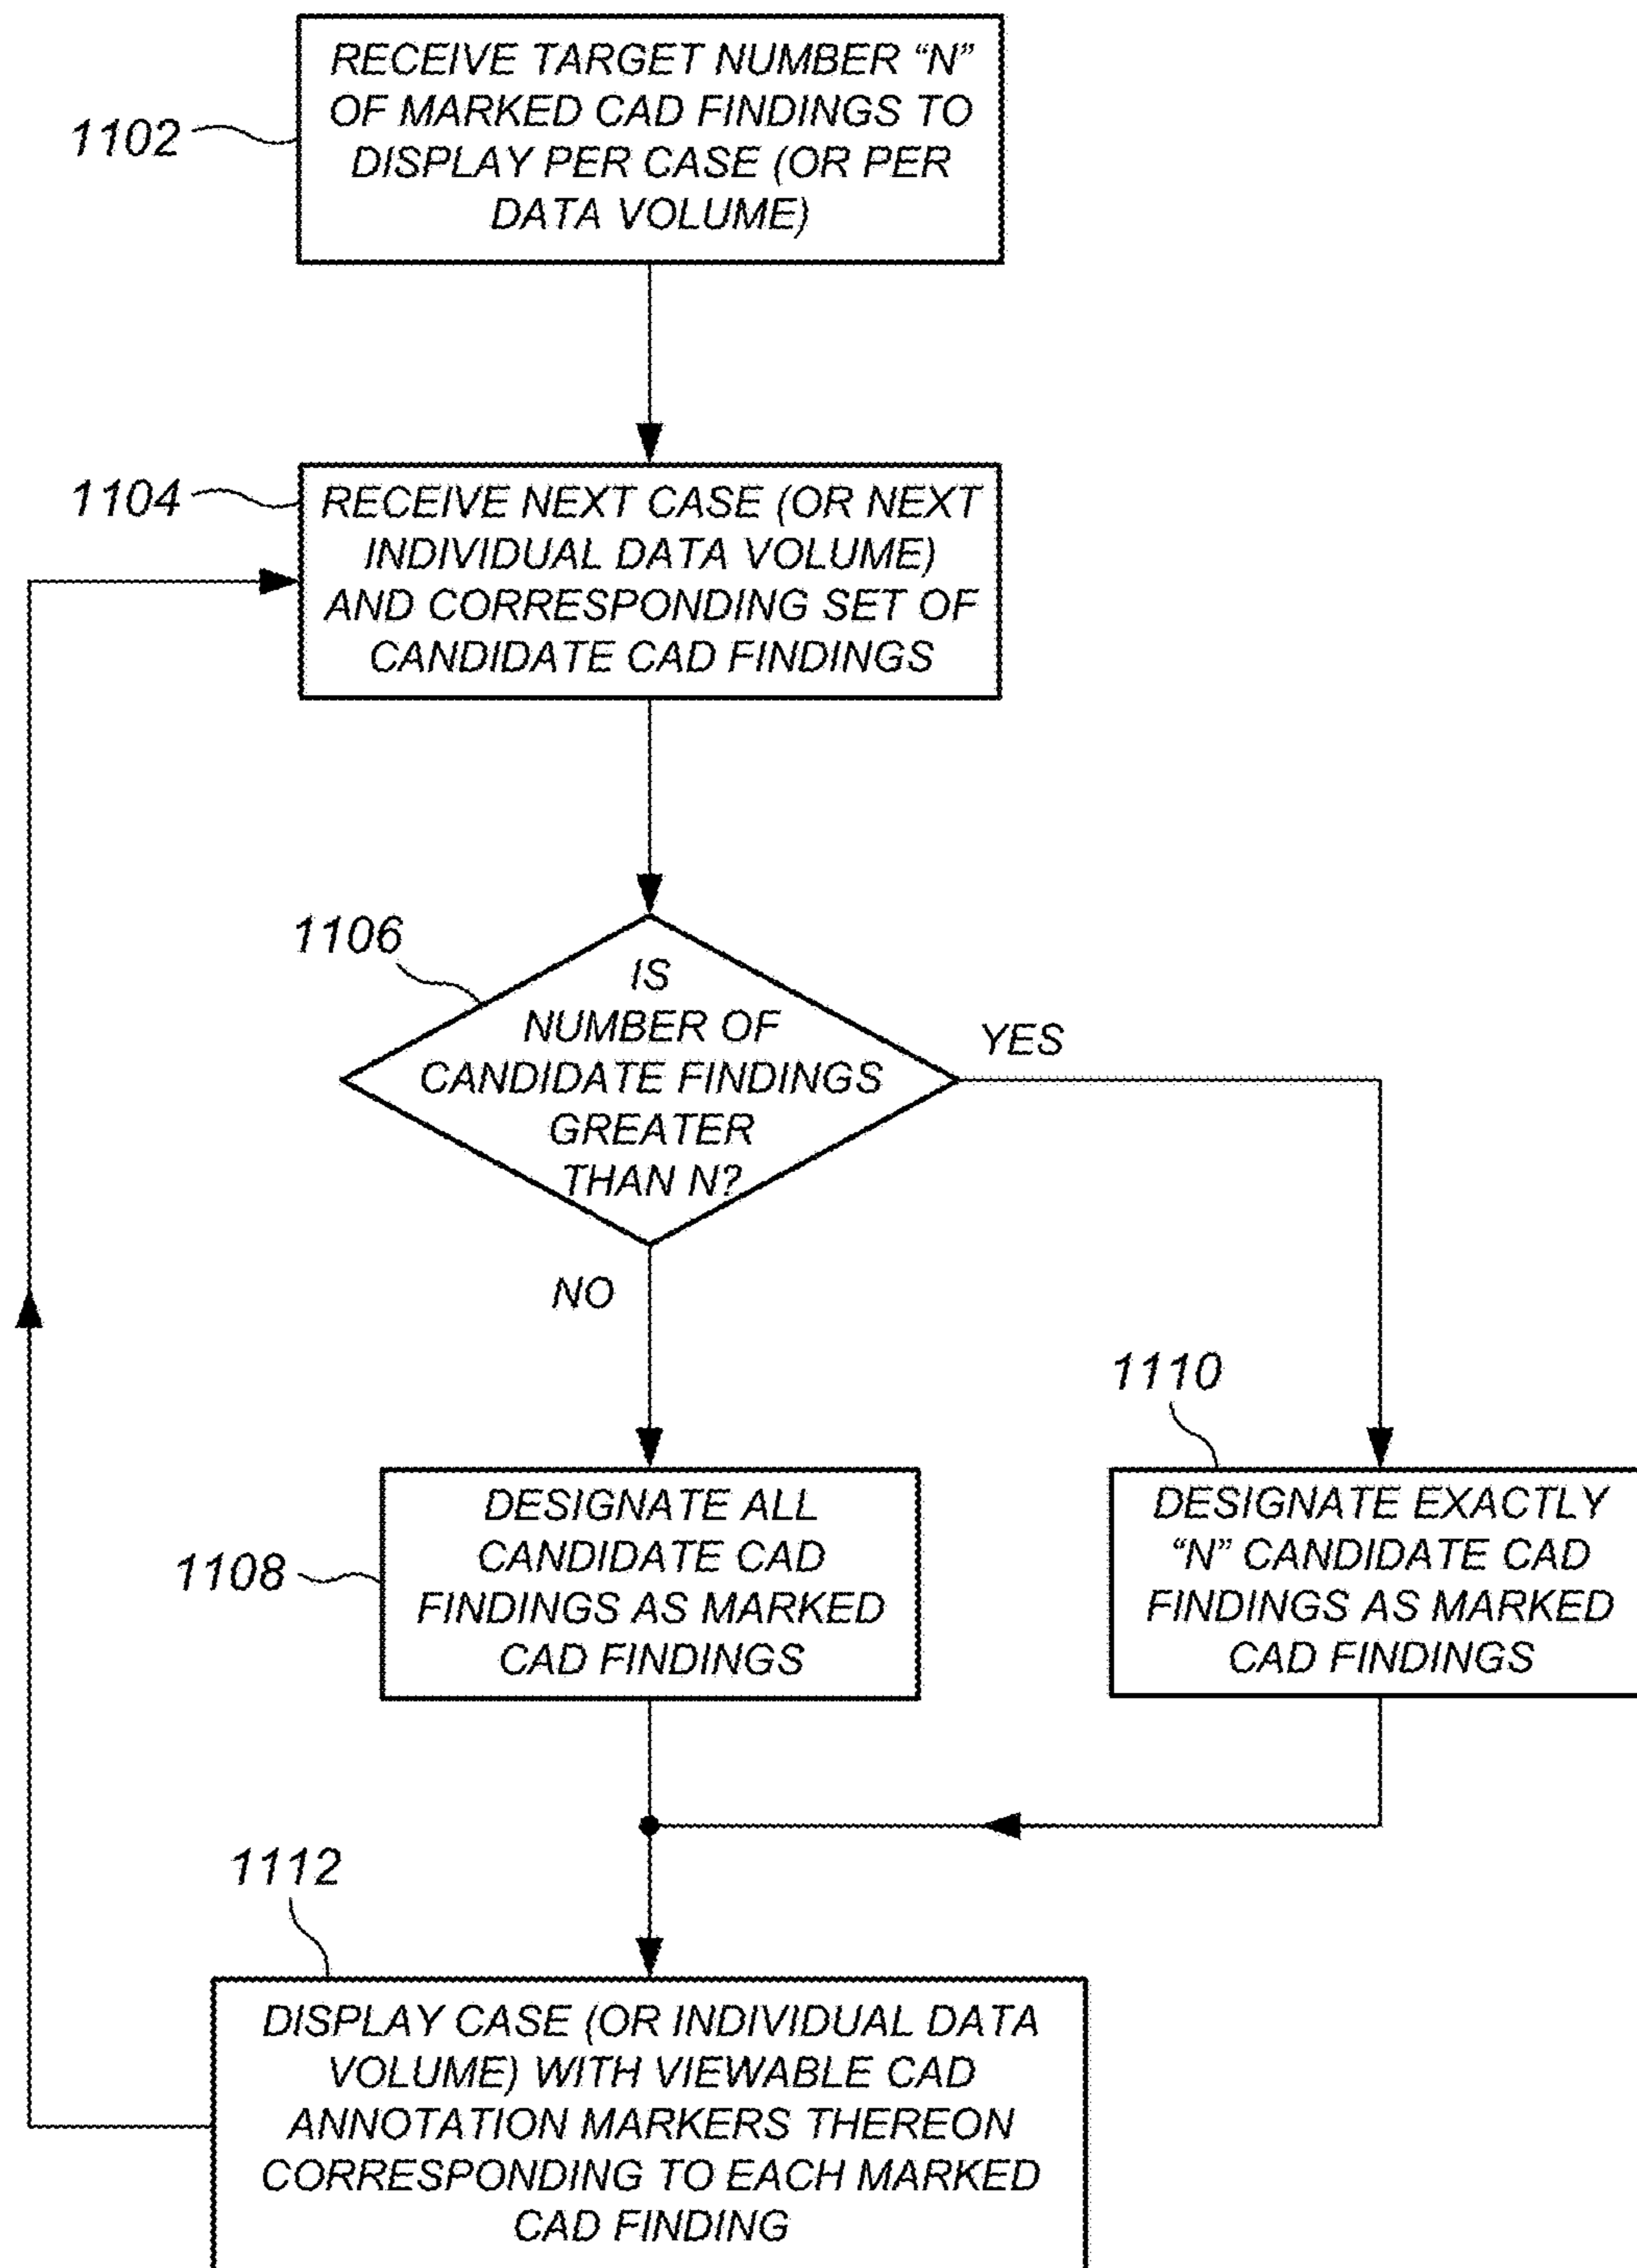 RECEIVE TARGET NUMBER “N”
OF MARKED CAD FINDINGS TO
DISPLAY PER CASE (OR PER
DATA VOLUME)
1102
1104
RECEIVE NEXT CASE (OR NEXT
INDIVIDUAL DATA VOLUME)
AND CORRESPONDING SET OF
CANDIDATE CAD FINDINGS
1106
IS
NUMBER OF
CANDIDATE FINDINGS
GREATER
THAN N?
YES
NO
1108
DESIGNATE ALL
CANDIDATE CAD
FINDINGS AS MARKED
CAD FINDINGS
1110
DESIGNATE EXACTLY
“N” CANDIDATE CAD
FINDINGS AS MARKED
CAD FINDINGS
1112
DISPLAY CASE (OR INDIVIDUAL DATA
VOLUME) WITH VIEWABLE CAD
ANNOTATION MARKERS THEREON
CORRESPONDING TO EACH MARKED
CAD FINDING